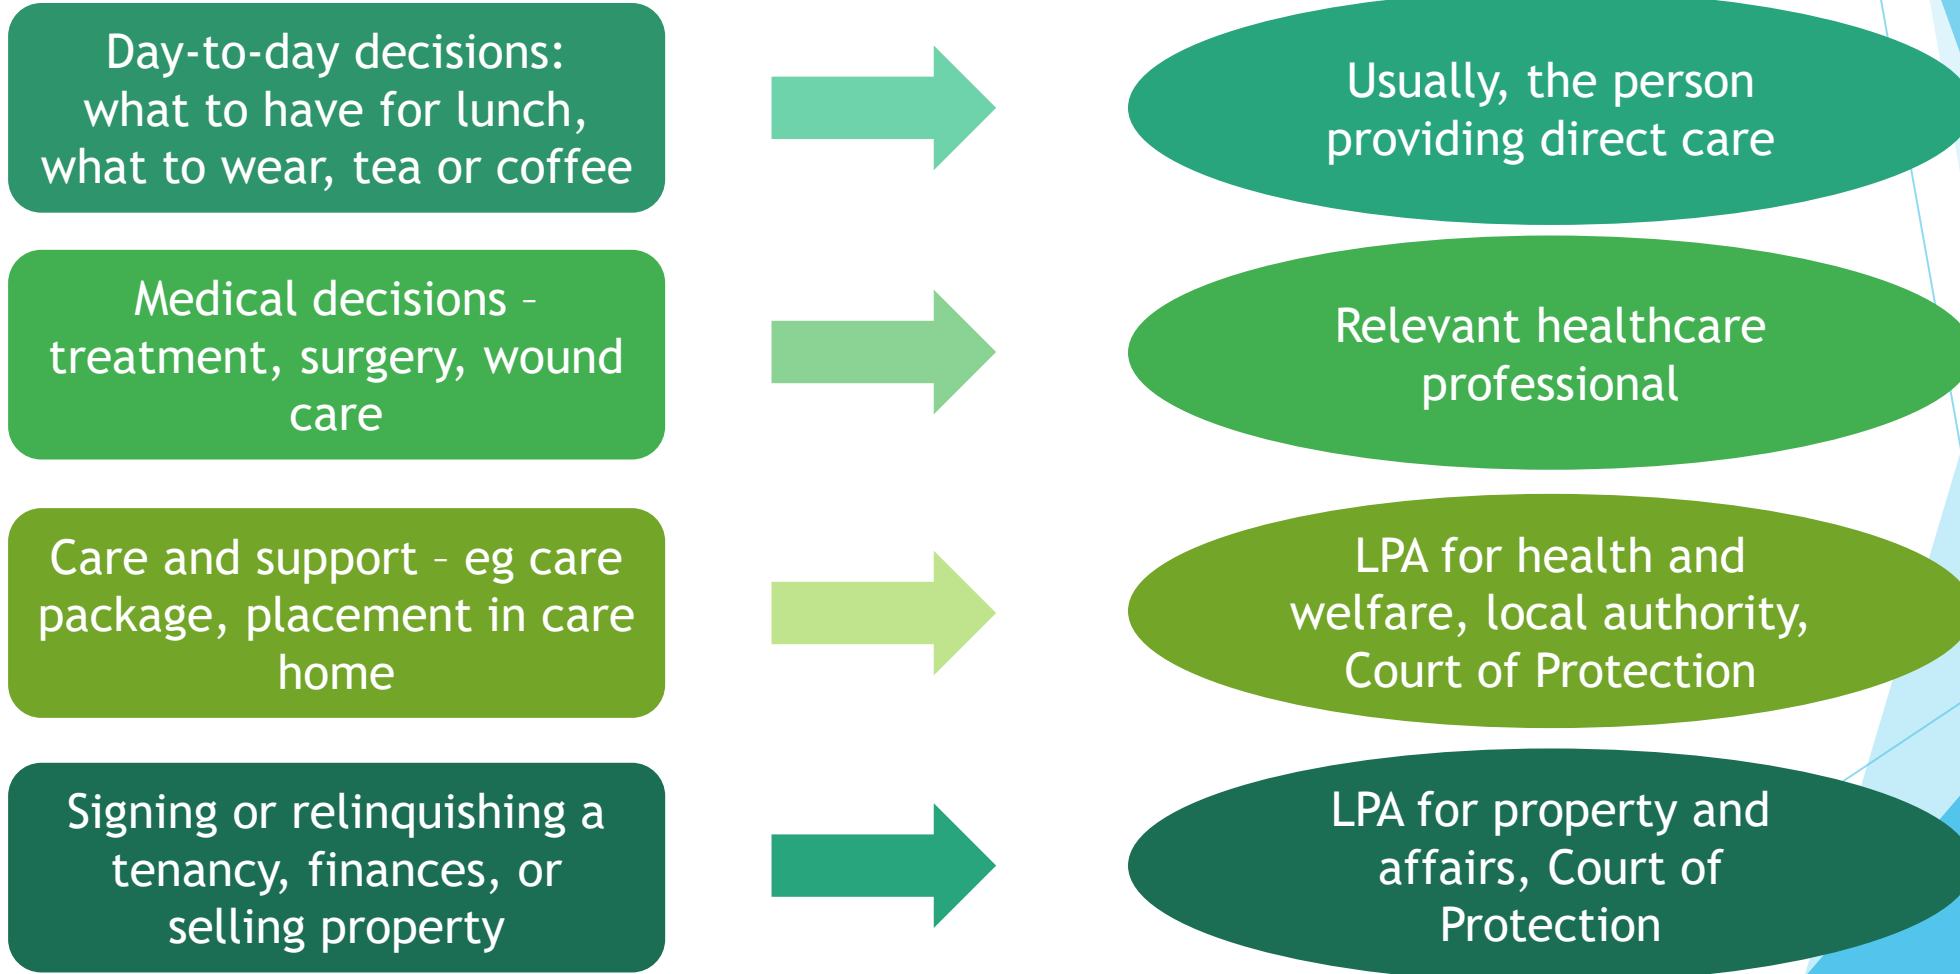 Day-to-day decisions:
what to have for lunch,
what to wear, tea or coffee
Usually, the person
providing direct care
Medical decisions –
treatment, surgery, wound
care
Relevant healthcare
professional
Care and support – eg care
package, placement in care
home
LPA for health and
welfare, local authority,
Court of Protection
Signing or relinquishing a
tenancy, finances, or
selling property
LPA for property and
affairs, Court of
Protection